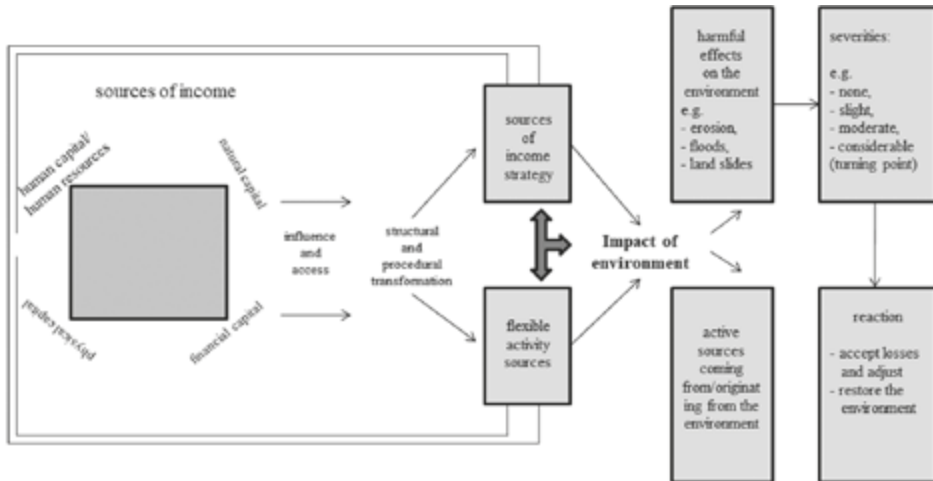 sources of income
human capital/
human resources
natural capital
physical capital
financial capital
influence
and
access
structural
and
procedural
transformation
sources
of
income
strategy
flexible
activity
sources
Impact of
environment
harmful
effects
on the
environment
e.g.
- erosion,
- floods,
- land slides
severities:
e.g.
- none,
- slight,
- moderate,
- considerable
(turning point)
active
sources
coming
from/originat
ing from the
environment
reaction
- accept losses
and adjust
- restore the
environment